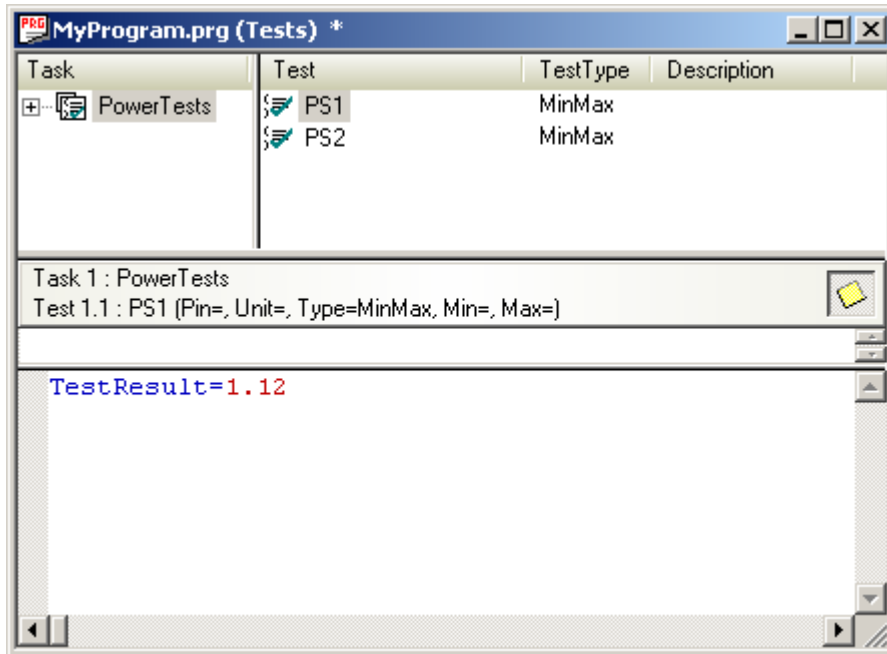 PRG MyProgram.prg (Tests) *
Task Test TestType Description
PowerTests PS1 MinMax
PS2 MinMax
Task 1 : PowerTests
Test 1.1 : PS1 (Pin=, Unit=, Type=MinMax, Min=, Max=)
TestResult=1.12